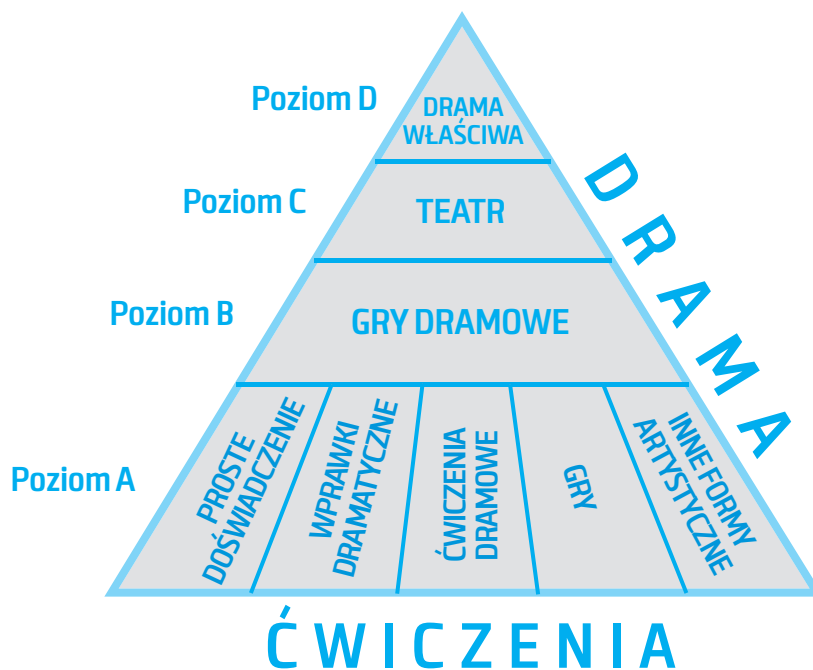 Poziom D
DRAMA
WŁAŚCIWA
Poziom C
TEATR
DRAMA
Poziom B
GRY DRAMOWE
Poziom A
PROSTE
DOŚWIADCZENIE
WPRAWKI
DRAMATYCZNE
ĆWICZENIA
DRAMOWE
GRY
INNE FORMY
ARTYSTYCZNE
ĆWICZENIA